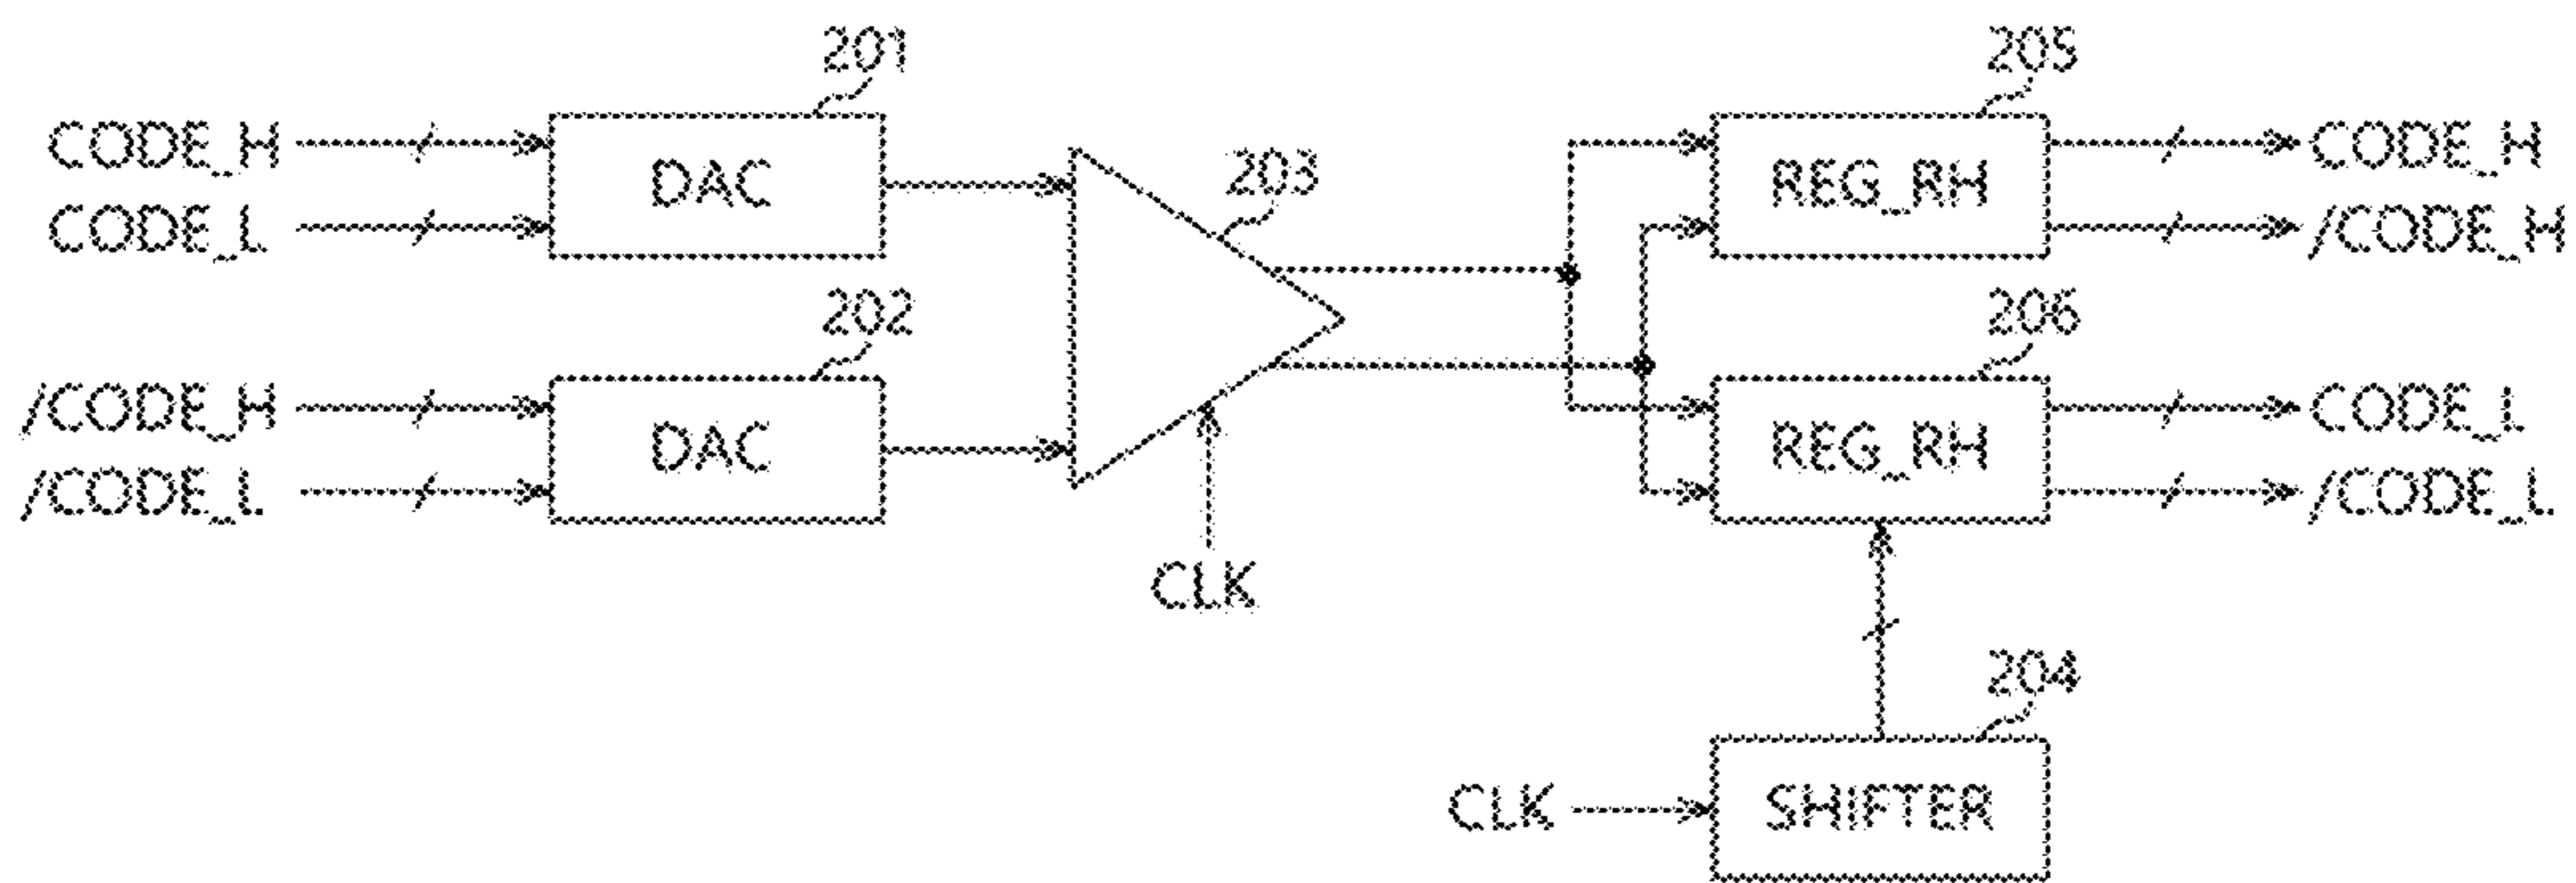 201
205
CODE_H
CODE_L
DAC
203
REG_RH
CODE_H
/CODE_H
202
206
/CODE_H
/CODE_L
DAC
REG_RH
CODE_L
/CODE_L
CLK
204
CLK
SHIFTER